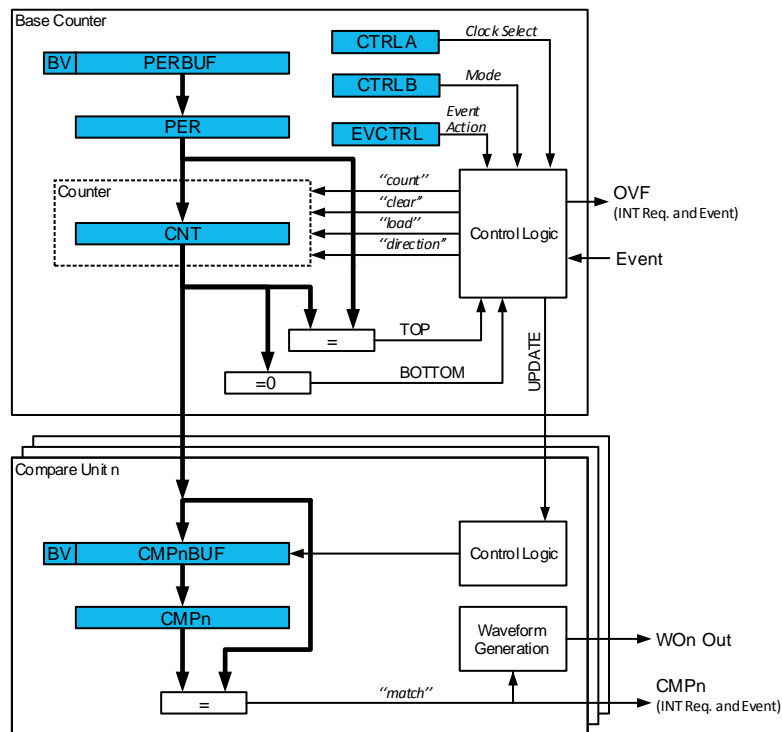 Base Counter
BV
PERBUF
PER
CTRLA
Clock Select
CTRLB
Mode
EVCTRL
Event
Action
Counter
CNT
“count”
“clear”
“load”
“direction”
Control Logic
OVF
(INT Req. and Event)
Event
=
TOP
=0
BOTTOM
UPDATE
Compare Unit n
BV
CMPnBUF
Control Logic
CMPn
Waveform
Generation
WOn Out
=
“match”
CMPn
(INT Req. and Event)